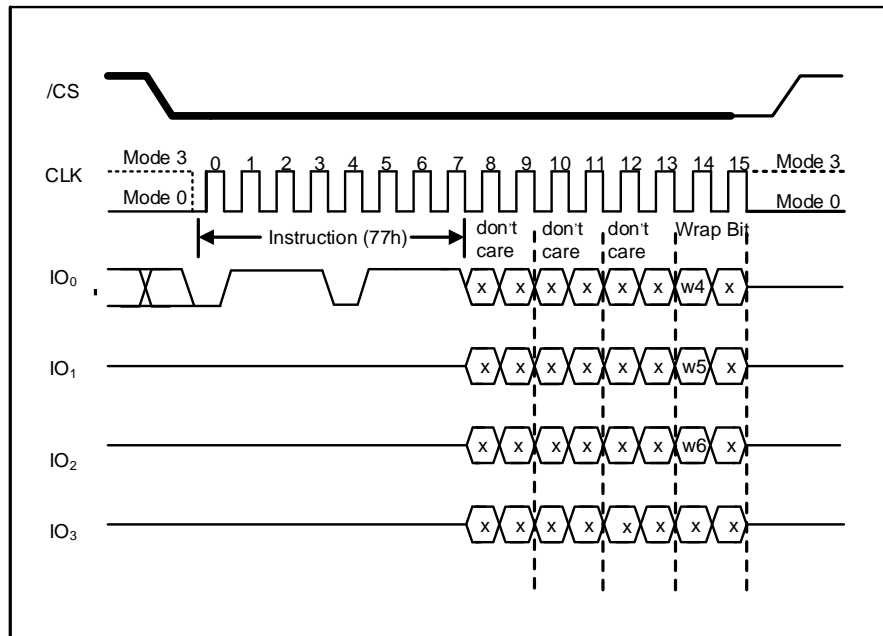 /CS
Mode 3 0 1 2 3 4 5 6 7 8 9 10 11 12 13 14 15 Mode 3
CLK
Mode 0 Mode 0
Instruction (77h) don't care don't care don't care Wrap Bit
IO0 x x x x x x w4 x
IO1 x x x x x x w5 x
IO2 x x x x x x w6 x
IO3 x x x x x x x x